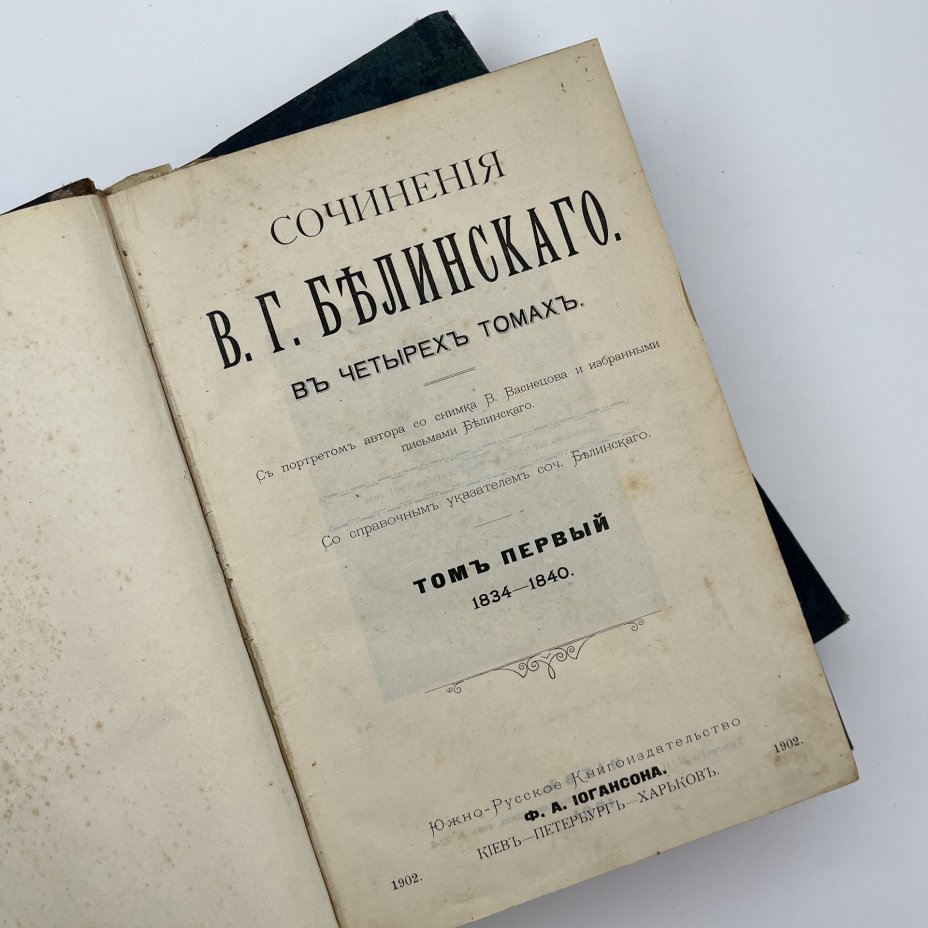 СОЧИНЕНІЯ
В. Г. БѢЛИНСКАГО.
ВЪ ЧЕТЫРЕХЪ ТОМАХЪ.
Съ портретомъ автора со снимка В. Васнецова и избранными
письмами Бѣлинскаго.
Со справочнымъ указателемъ соч. Бѣлинскаго.
ТОМЪ ПЕРВЫЙ
1834—1840.
Южно-Русское Книгоиздательство
Ф. А. ІОГАНСОНА.
КІЕВЪ—ПЕТЕРБУРГЪ—ХАРЬКОВЪ.
1902. 1902.